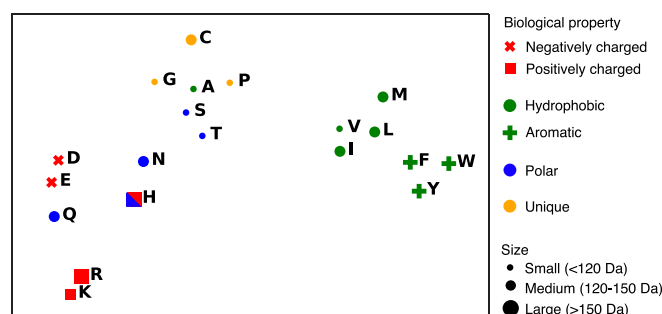 C
G
A
P
S
T
D
E
N
H
Q
R
K
M
V
L
I
F
W
Y
Biological property
Negatively charged
Positively charged
Hydrophobic
Aromatic
Polar
Unique
Size
Small (<120 Da)
Medium (120-150 Da)
Large (>150 Da)